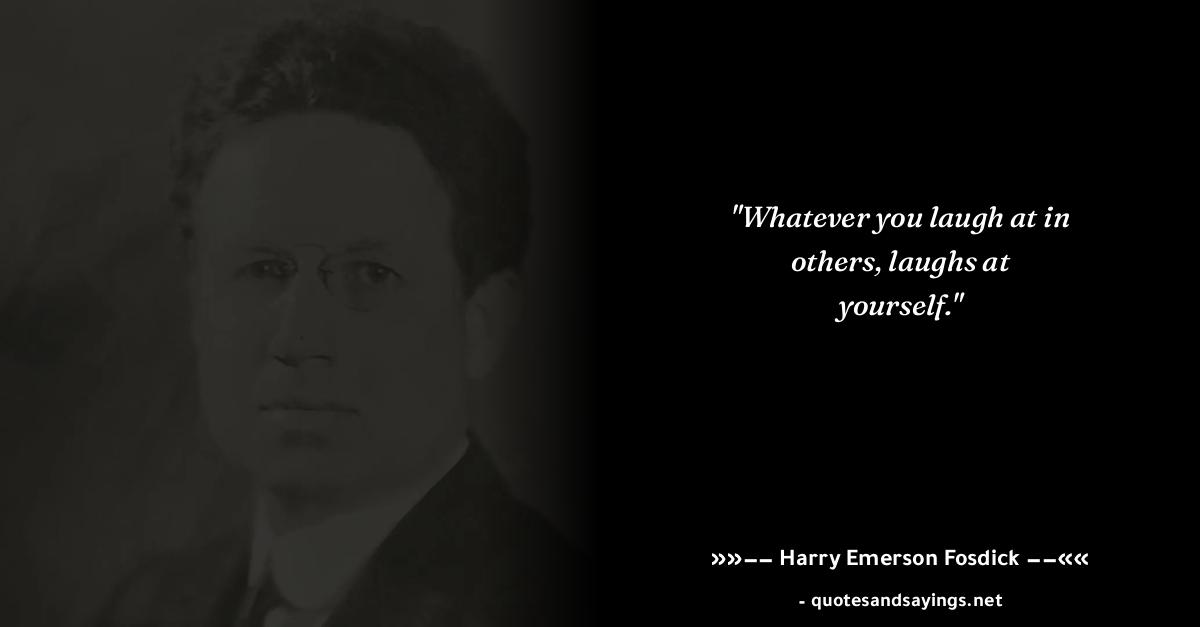 "Whatever you laugh at in
others, laughs at
yourself."
»»−− Harry Emerson Fosdick −−««
- quotesandsayings.net